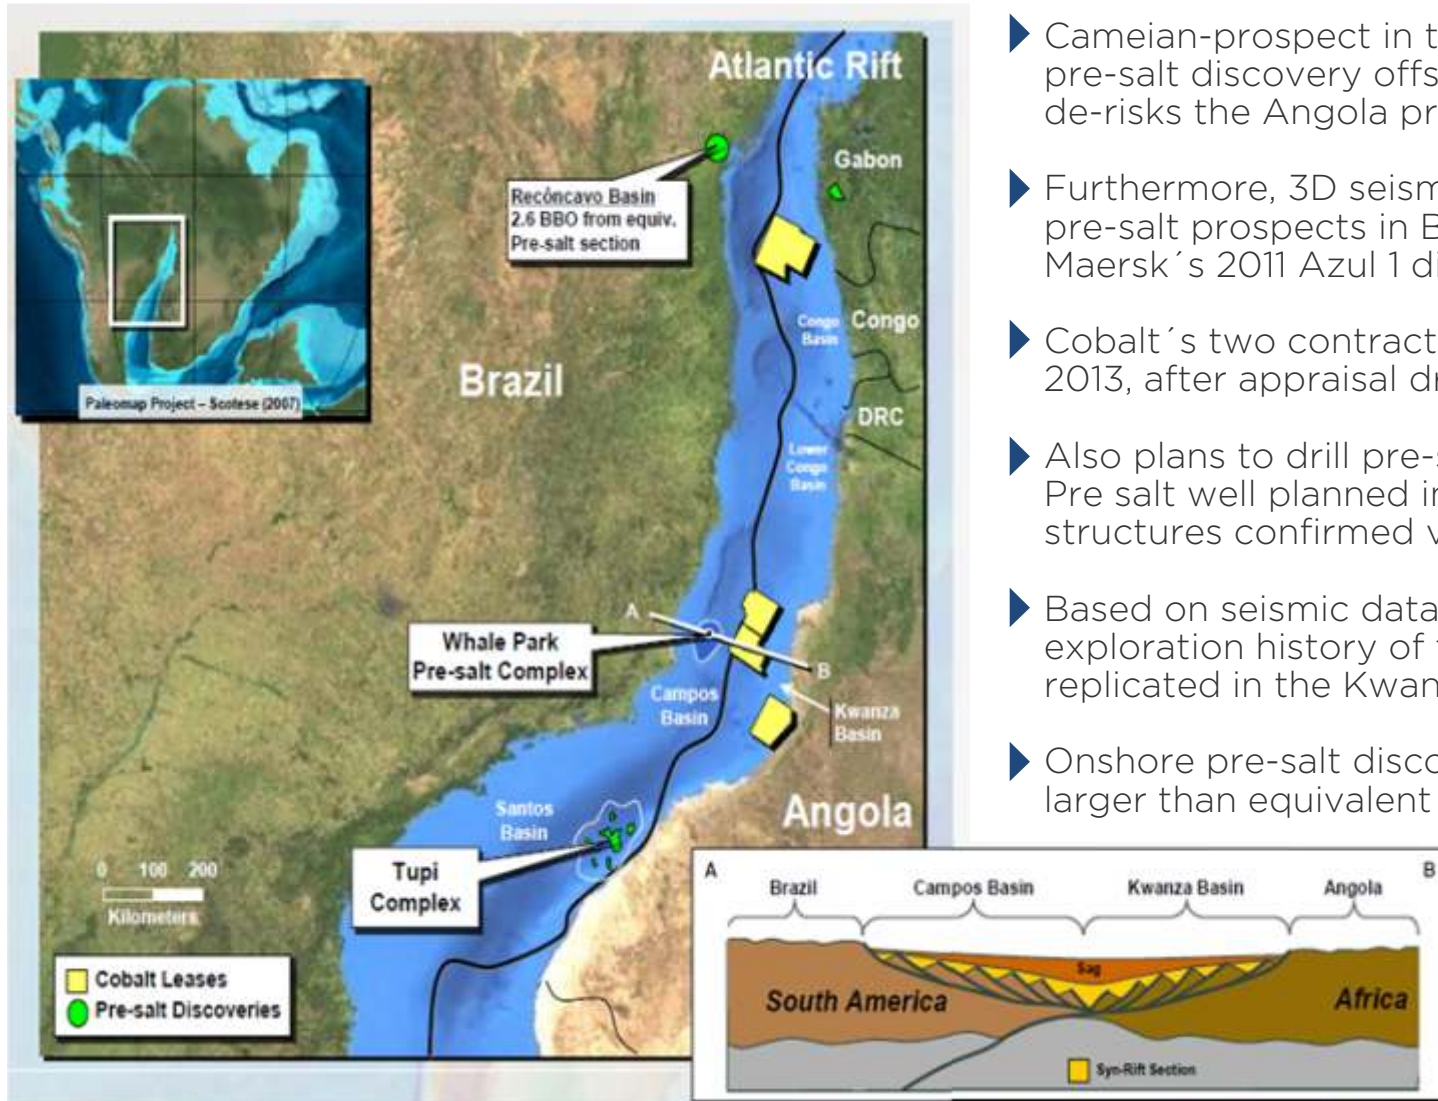 Atlantic Rift
Gabon
Recôncavo Basin
2.6 BBO from equiv.
Pre-salt section
Congo
Basin
Congo
Brazil
Paleomap Project – Scotese (2007)
DRC
Lower
Congo
Basin
A
Whale Park
Pre-salt Complex
B
Campos
Basin
Kwanza
Basin
Santos
Basin
Angola
Tupi
Complex
0 100 200
Kilometers
Cobalt Leases
Pre-salt Discoveries
Cameian-prospect in t
pre-salt discovery offs
de-risks the Angola pr
Furthermore, 3D seism
pre-salt prospects in B
Maersk´s 2011 Azul 1 di
Cobalt´s two contract
2013, after appraisal dr
Also plans to drill pre-s
Pre salt well planned in
structures confirmed v
Based on seismic data
exploration history of t
replicated in the Kwan
Onshore pre-salt disco
larger than equivalent
A B
Brazil Campos Basin Kwanza Basin Angola
Sag
South America Africa
Syn-Rift Section